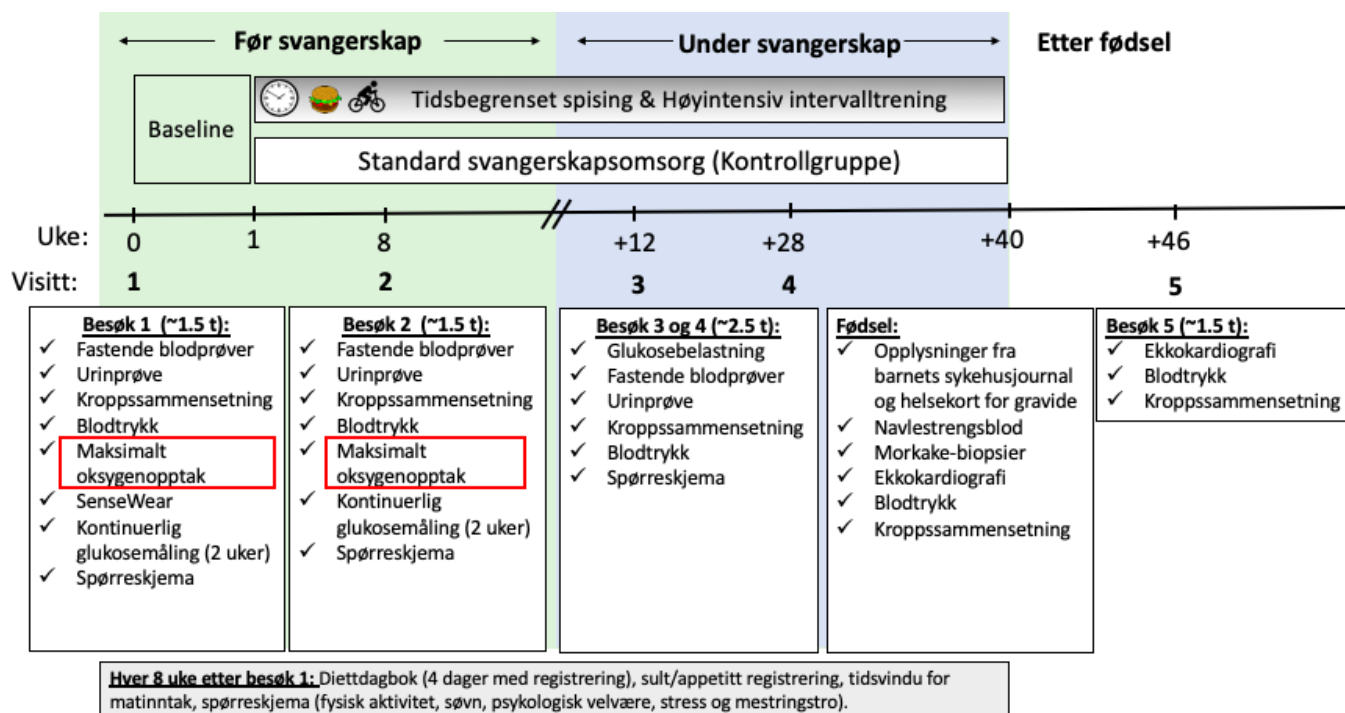 Før svangerskap
Under svangerskap
Etter fødsel
Baseline
Tidsbegrenset spising & Høyintensiv intervalltrening
Standard svangerskapsomsorg (Kontrollgruppe)
Uke: 0 1 8 +12 +28 +40 +46
Visitt: 1 2 3 4 5
Besøk 1 (~1.5 t):
✓ Fastende blodprøver
✓ Urinprøve
✓ Kroppssammensetning
✓ Blodtrykk
✓ Maksimalt
oksygenopptak
✓ SenseWear
✓ Kontinuerlig
glukosemåling (2 uker)
✓ Spørreskjema
Besøk 2 (~1.5 t):
✓ Fastende blodprøver
✓ Urinprøve
✓ Kroppssammensetning
✓ Blodtrykk
✓ Maksimalt
oksygenopptak
✓ Kontinuerlig
glukosemåling (2 uker)
✓ Spørreskjema
Besøk 3 og 4 (~2.5 t):
✓ Glukosebelastning
✓ Fastende blodprøver
✓ Urinprøve
✓ Kroppssammensetning
✓ Blodtrykk
✓ Spørreskjema
Fødsel:
✓ Opplysninger fra
barnets sykehusjournal
og helsekort for gravide
✓ Navlestrengsblod
✓ Morkake-biopsier
✓ Ekkokardiografi
✓ Blodtrykk
✓ Kroppssammensetning
Besøk 5 (~1.5 t):
✓ Ekkokardiografi
✓ Blodtrykk
✓ Kroppssammensetning
Hver 8 uke etter besøk 1: Diettdagbok (4 dager med registrering), sult/appetitt registrering, tidsvindu for
matinntak, spørreskjema (fysisk aktivitet, søvn, psykologisk velvære, stress og mestringstro).